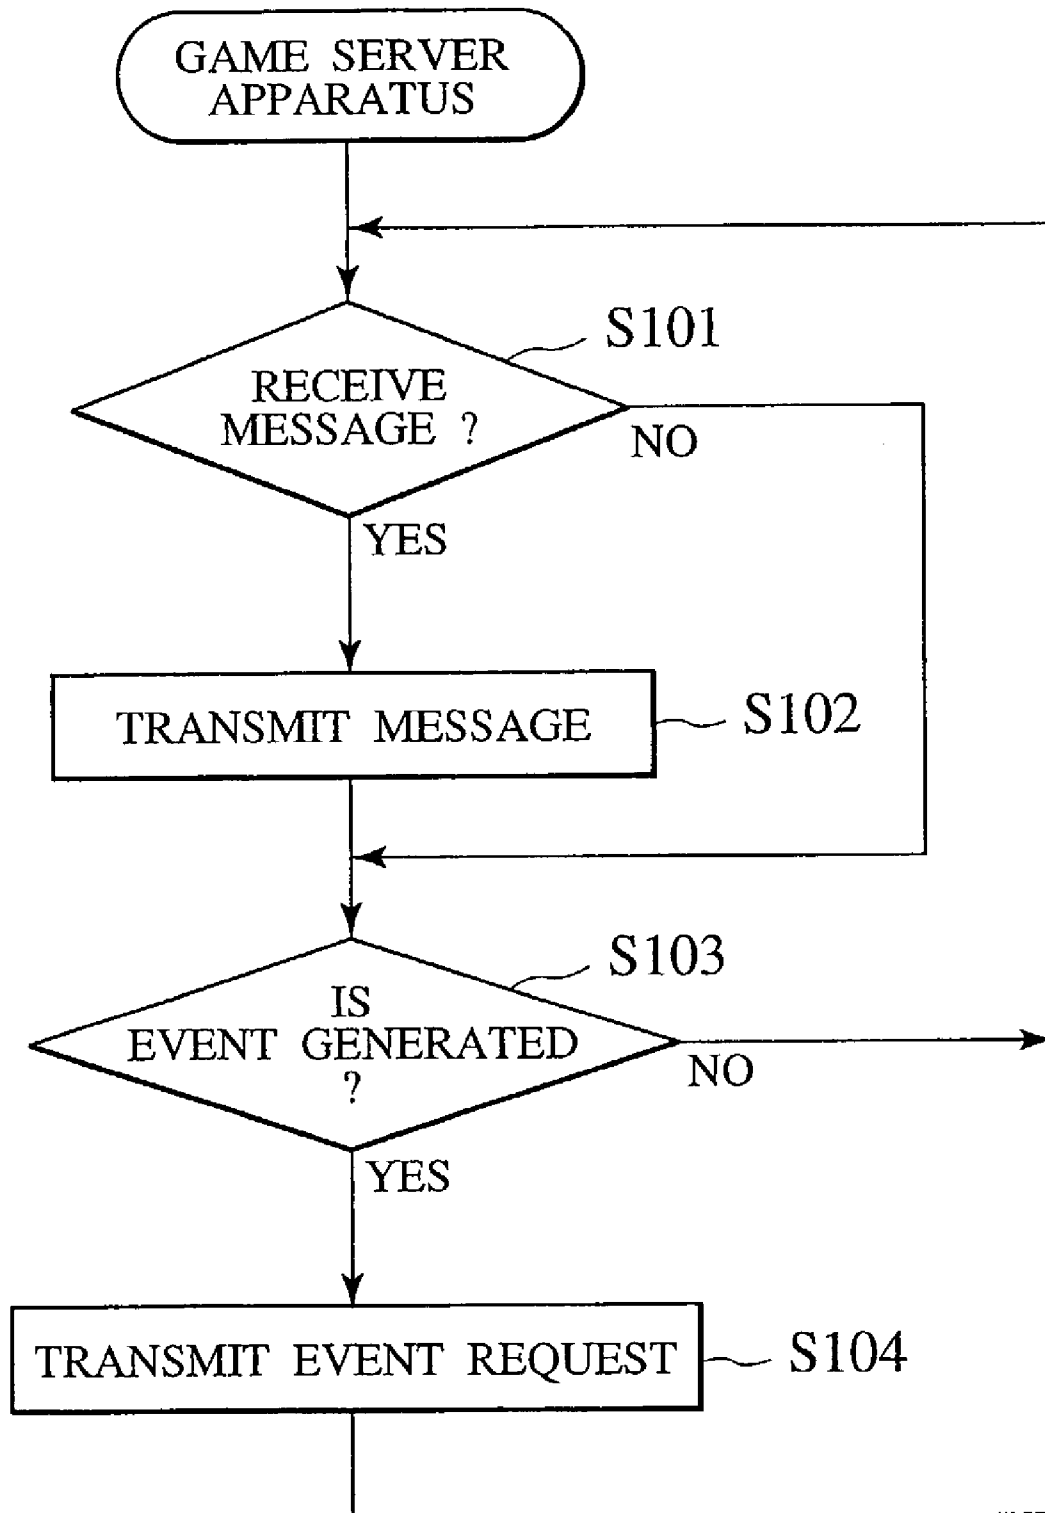 GAME SERVER
APPARATUS
S101
RECEIVE
MESSAGE ?
NO
YES
TRANSMIT MESSAGE
S102
S103
IS
EVENT GENERATED
?
NO
YES
TRANSMIT EVENT REQUEST
S104